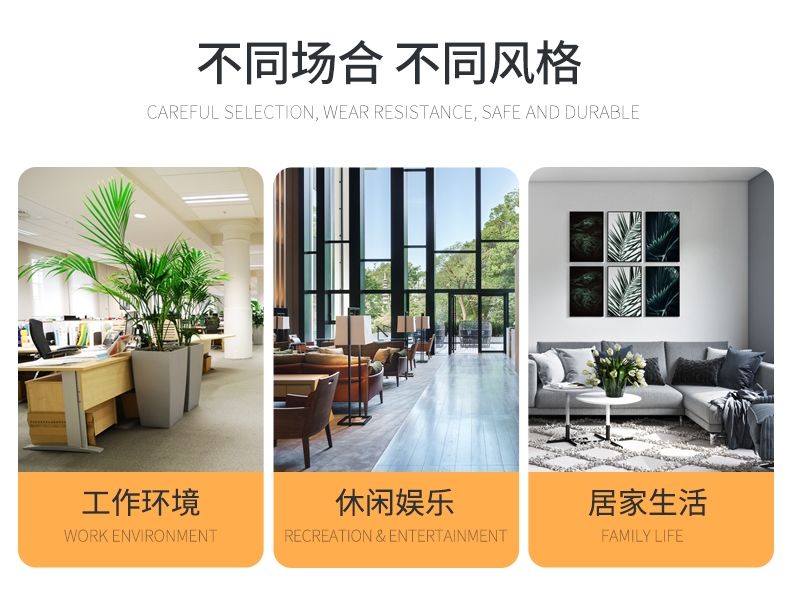 不同场合 不同风格
CAREFUL SELECTION, WEAR RESISTANCE, SAFE AND DURABLE
工作环境
WORK ENVIRONMENT
休闲娱乐
RECREATION & ENTERTAINMENT
居家生活
FAMILY LIFE